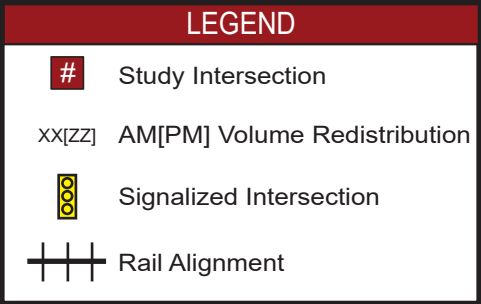 LEGEND
# Study Intersection
XX[ZZ] AM[PM] Volume Redistribution
Signalized Intersection
Rail Alignment